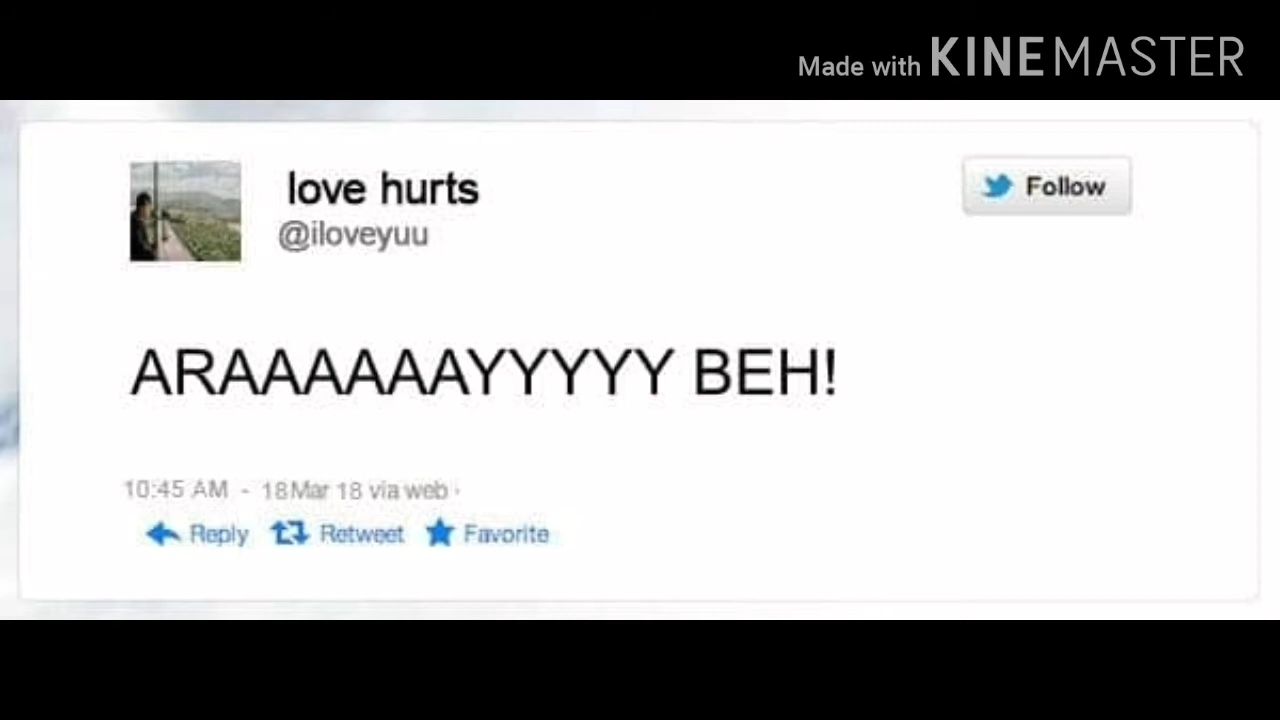 Made with KINEMASTER
love hurts
@iloveyuu
Follow
ARAAAAAAYYYYY BEH!
10:45 AM - 18 Mar 18 via web ·
Reply Retweet Favorite